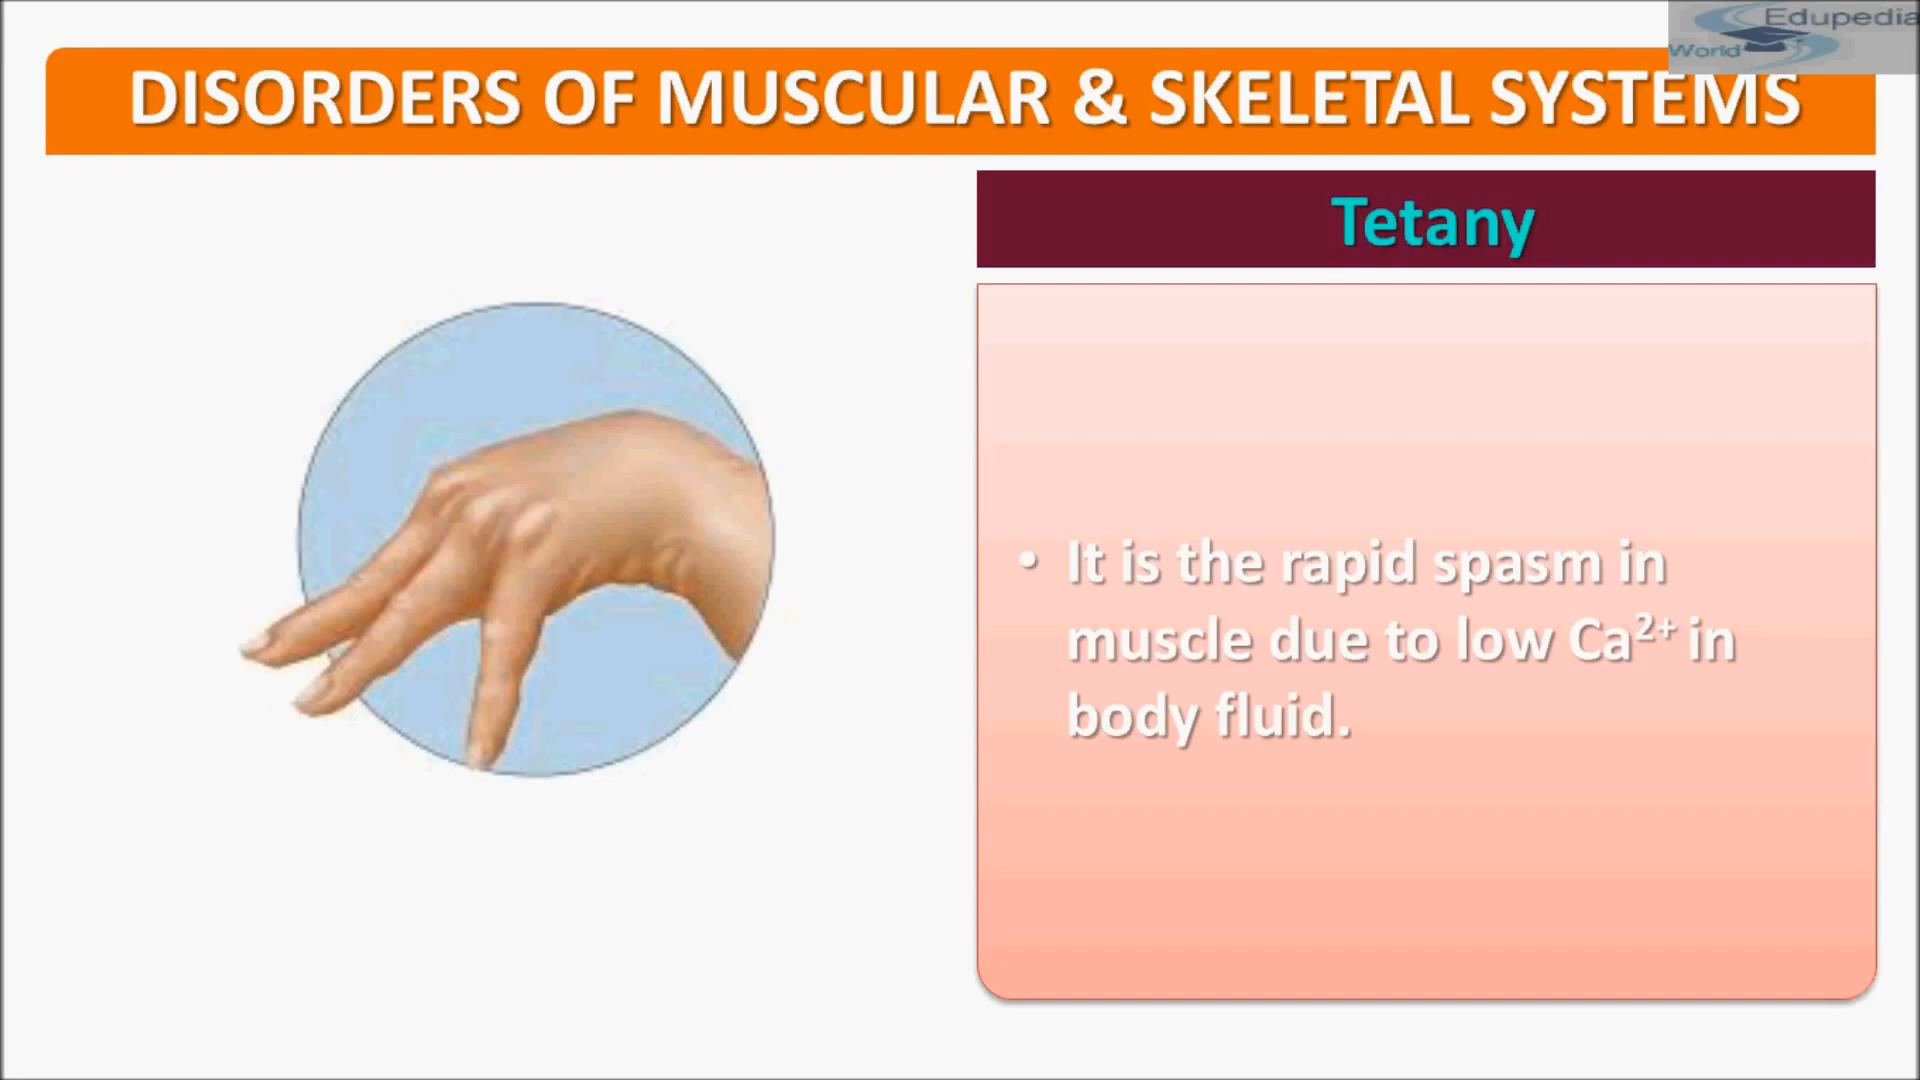 Edupedia
World
DISORDERS OF MUSCULAR & SKELETAL SYSTEMS
Tetany
• It is the rapid spasm in
muscle due to low Ca²⁺ in
body fluid.